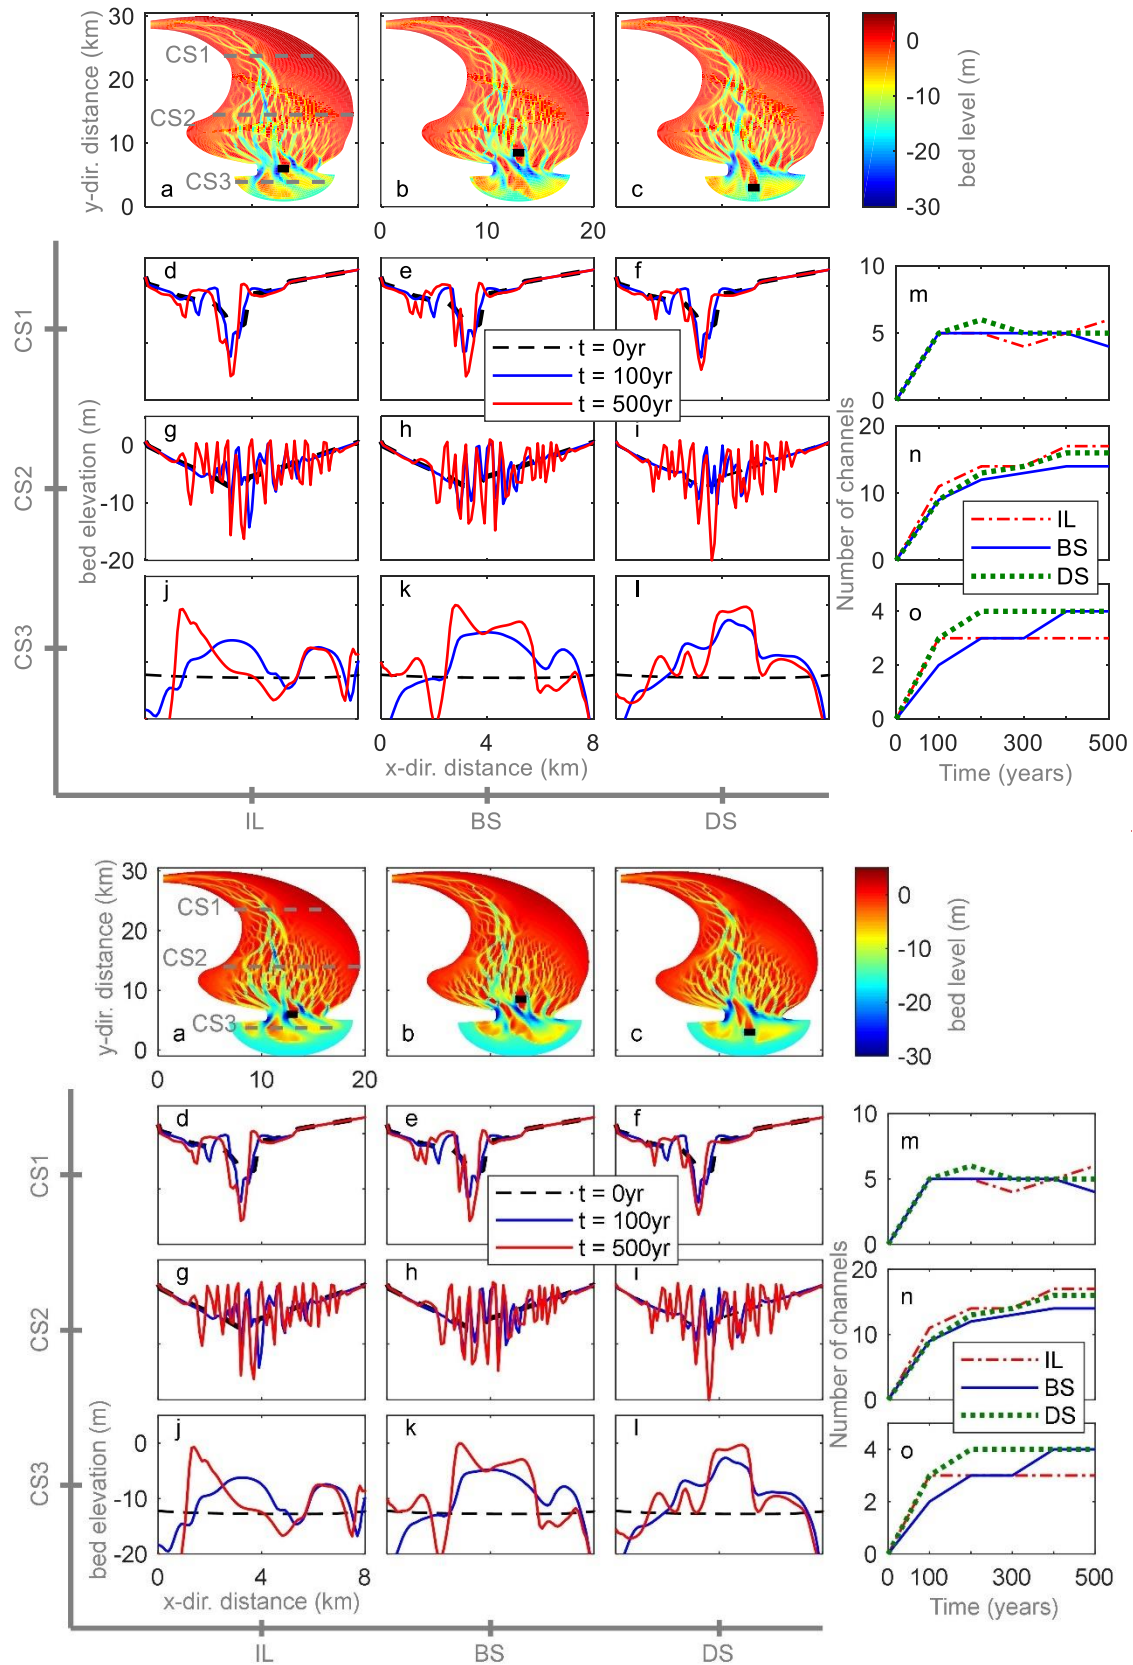 30
20
10
0
y-dir. distance (km)
CS1
CS2
CS3
a
b
c
0
10
20
0
-10
-20
-30
bed level (m)
d
e
f
t = 0yr
t = 100yr
t = 500yr
g
h
i
0
-10
-20
bed elevation (m)
j
k
l
0
4
8
x-dir. distance (km)
CS1
CS2
CS3
IL
BS
DS
10
5
0
m
20
10
0
n
IL
BS
DS
4
2
0
o
Number of channels
0
100
300
500
Time (years)
30
20
10
0
y-dir. distance (km)
CS1
CS2
CS3
a
b
c
0
10
20
0
-10
-20
-30
bed level (m)
d
e
f
t = 0yr
t = 100yr
t = 500yr
g
h
i
j
k
l
0
-10
-20
bed elevation (m)
0
4
8
x-dir. distance (km)
CS1
CS2
CS3
IL
BS
DS
10
5
0
m
20
10
0
n
IL
BS
DS
4
2
0
o
Number of channels
0
100
300
500
Time (years)